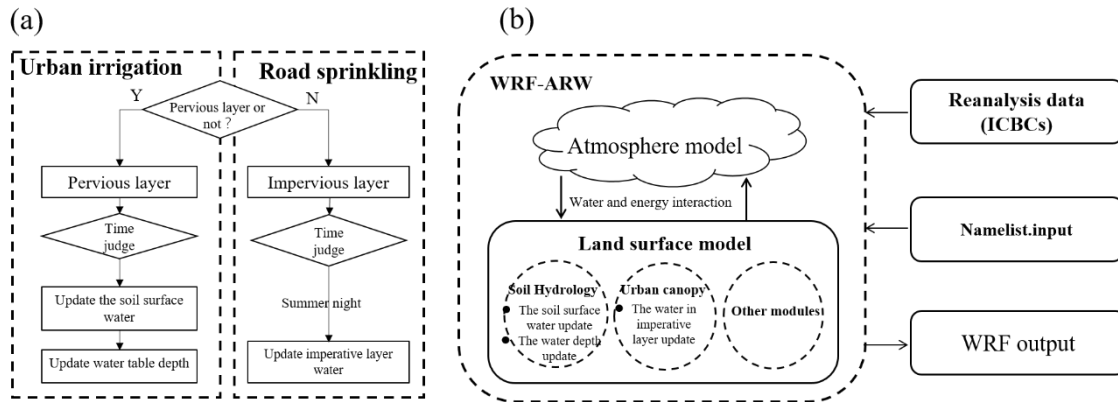 (a)
Urban irrigation
Road sprinkling
Y
Pervious layer or
not ?
N
Pervious layer
Impervious layer
Time
judge
Time
judge
Summer night
Update the soil surface
water
Update water table depth
Update imperative layer
water
(b)
WRF-ARW
Atmosphere model
Water and energy interaction
Land surface model
Soil Hydrology
● The soil surface
water update
● The water depth
update
Urban canopy
● The water in
imperative
layer update
Other modules
Reanalysis data
(ICBCs)
Namelist.input
WRF output